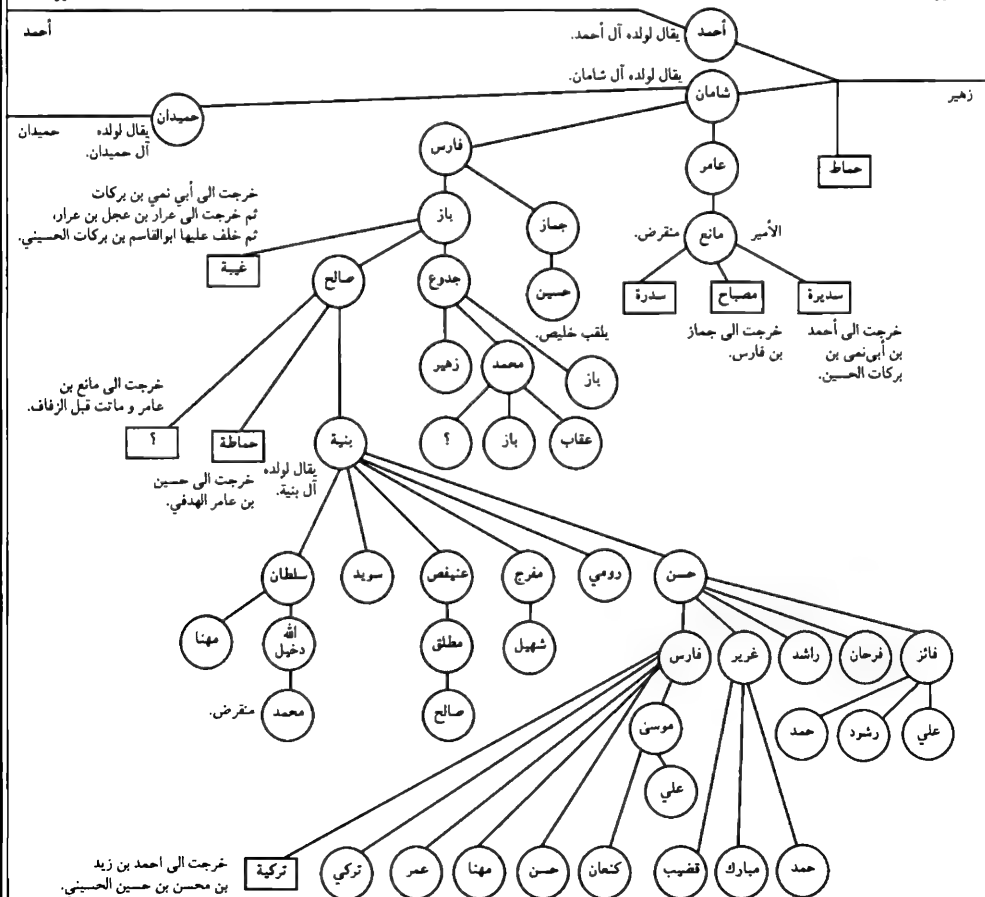 أحمد
يقال لولده آل أحمد.
أحمد
زهير
يقال لولده آل شامان.
شامان
حميدان
حميدان
يقال لولده
آل حميدان.
فارس
عامر
حماط
خرجت الى أبي نمي بن بركات
ثم خرجت الى عرار بن عجل بن عرار،
ثم خلف عليها ابوالقاسم بن بركات الحسيني.
باز
جماز
الأمير
مانع
منقرض.
غيبة
صالح
جدوع
حسين
يلقب خليص.
سديرة
مصباح
سدرة
خرجت الى أحمد
بن أبي نمى بن
بركات الحسين.
خرجت الى جماز
بن فارس.
زهير
محمد
باز
خرجت الى مانع بن
عامر و ماتت قبل الزفاف.
؟
حماطة
بنية
؟
باز
عقاب
يقال لولده
آل بنية.
خرجت الى حسين
بن عامر الهدفي.
حسن
رومي
مفرج
عنيفص
سويد
سلطان
فائز
فرحان
راشد
غرير
فارس
شهيل
مطلق
الله
دخيل
مهنا
علي
رشود
حمد
موسى
صالح
محمد
منقرض.
علي
حمد
مبارك
قضيب
كنعان
حسن
مهنا
عمر
تركي
تركية
خرجت الى احمد بن زيد
بن محسن بن حسين الحسيني.